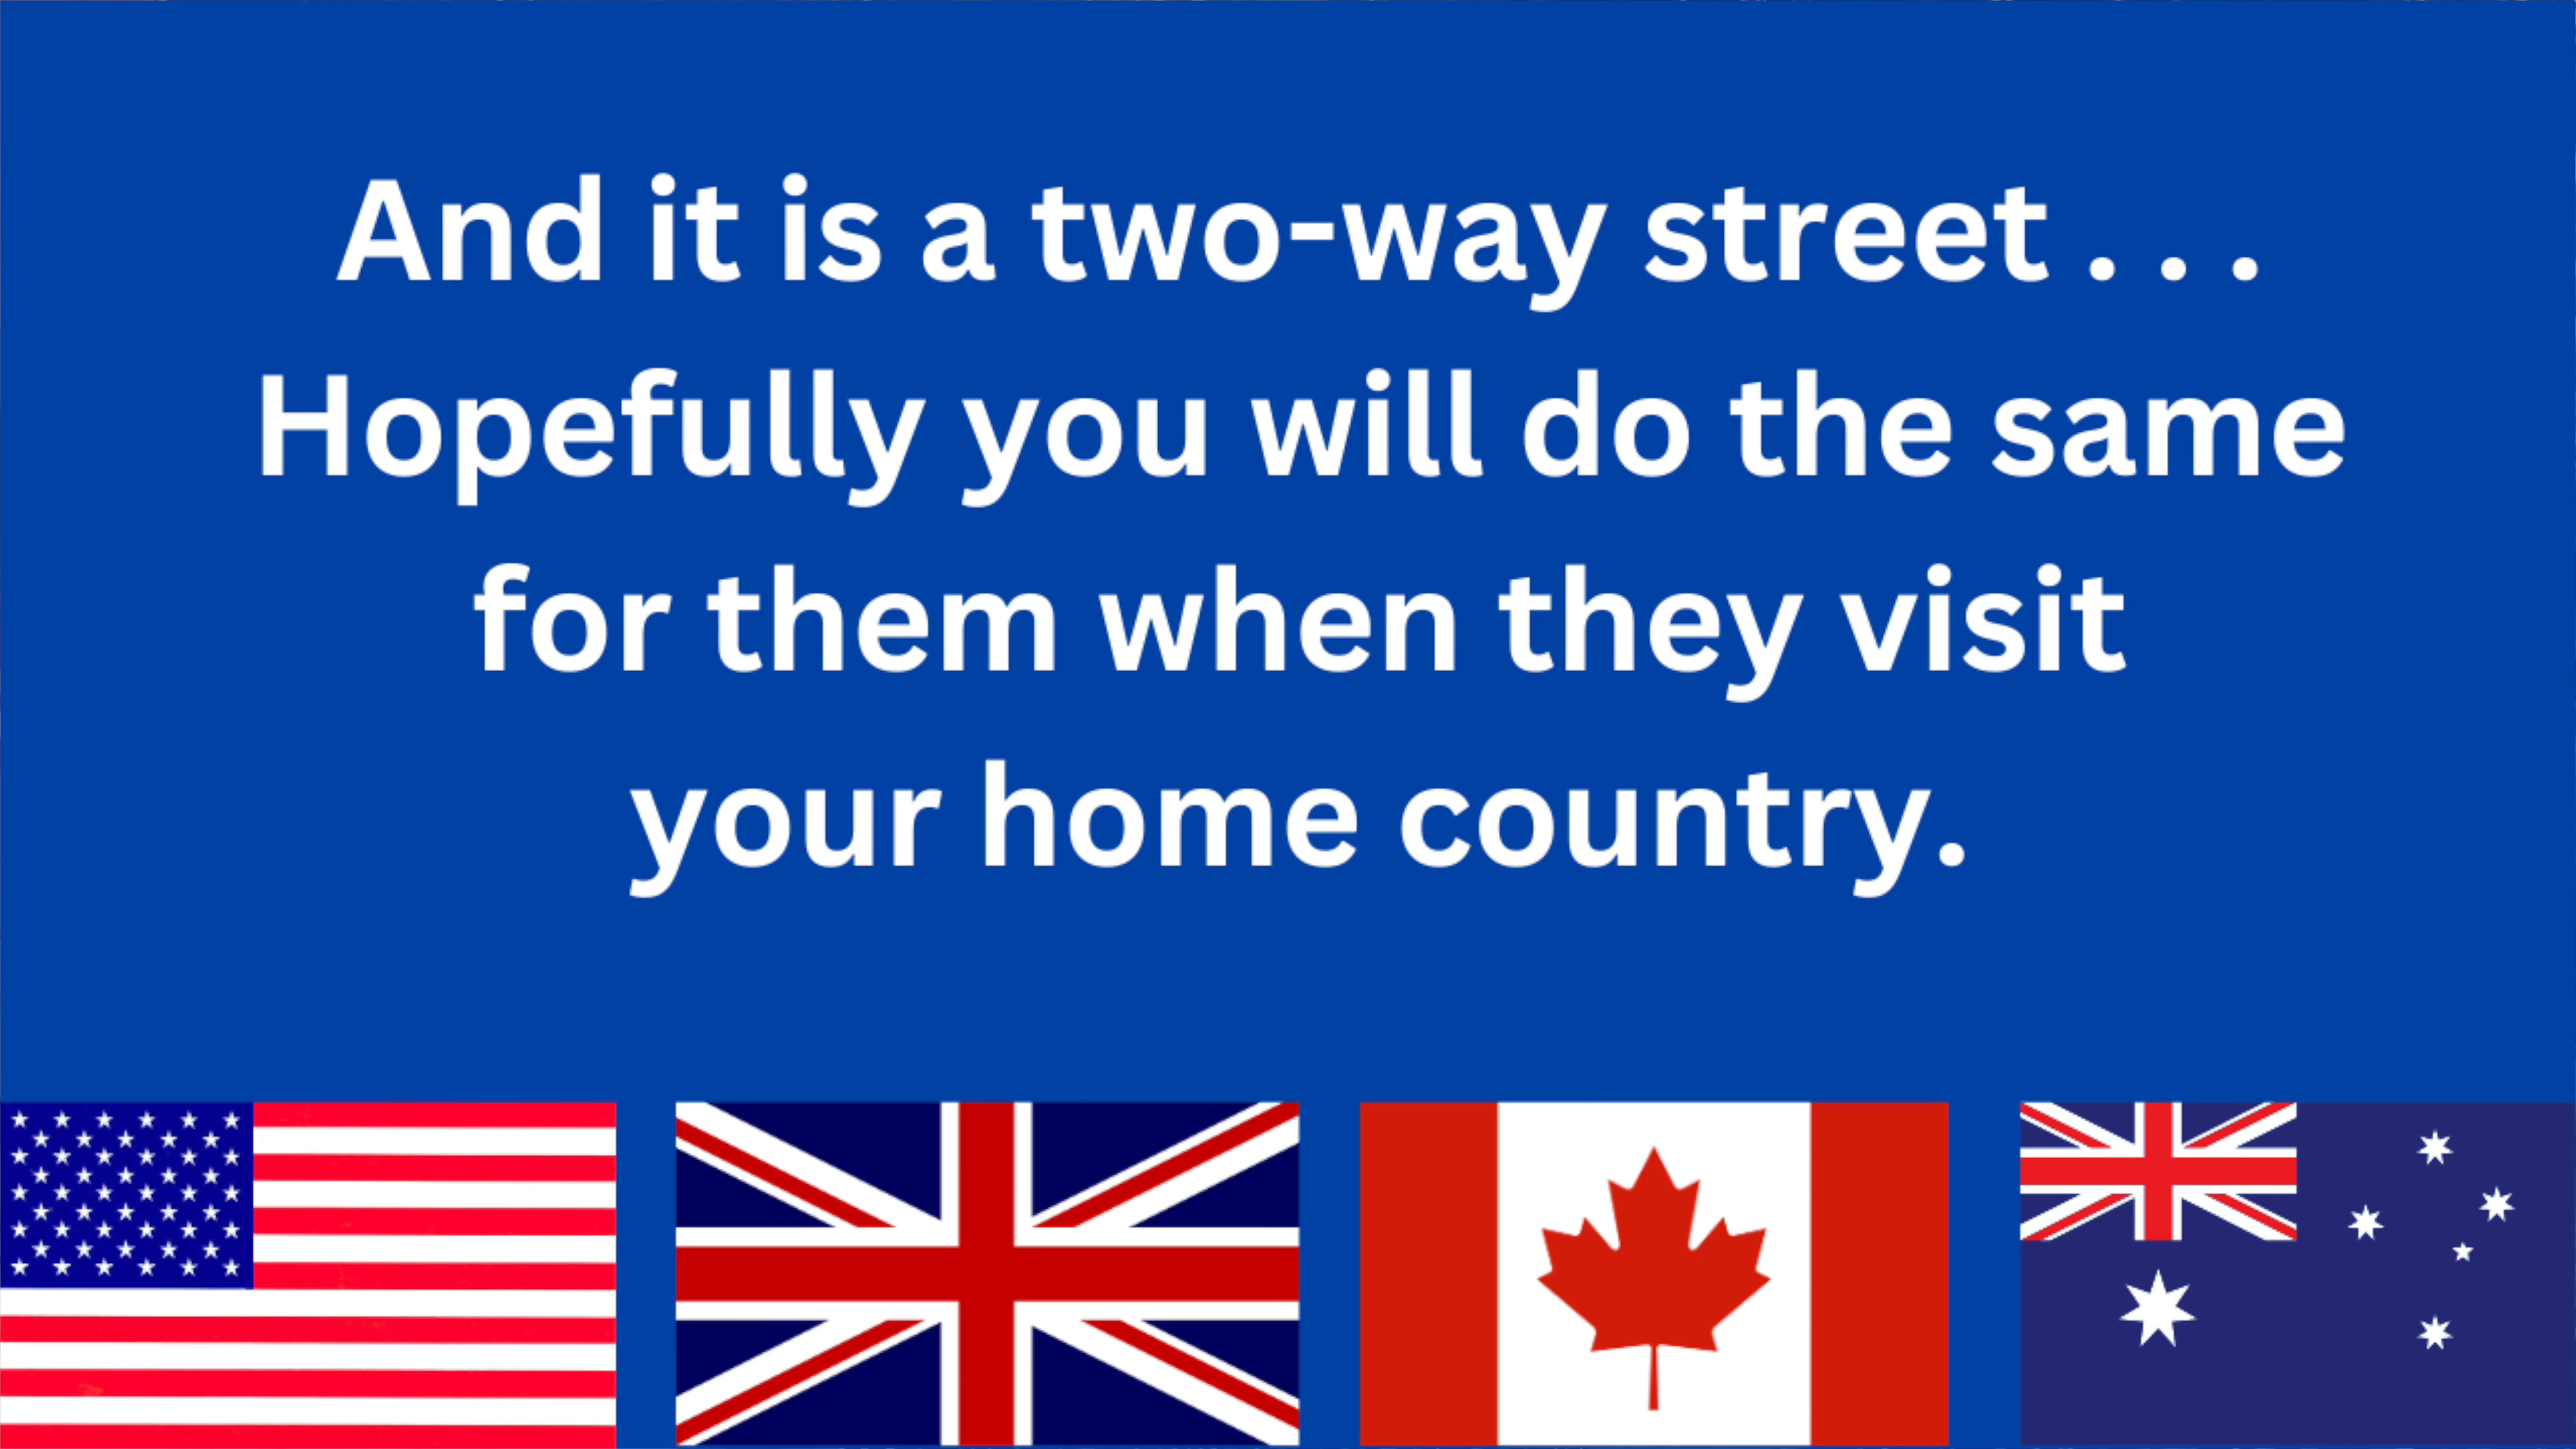 And it is a two-way street . . .
Hopefully you will do the same
for them when they visit
your home country.